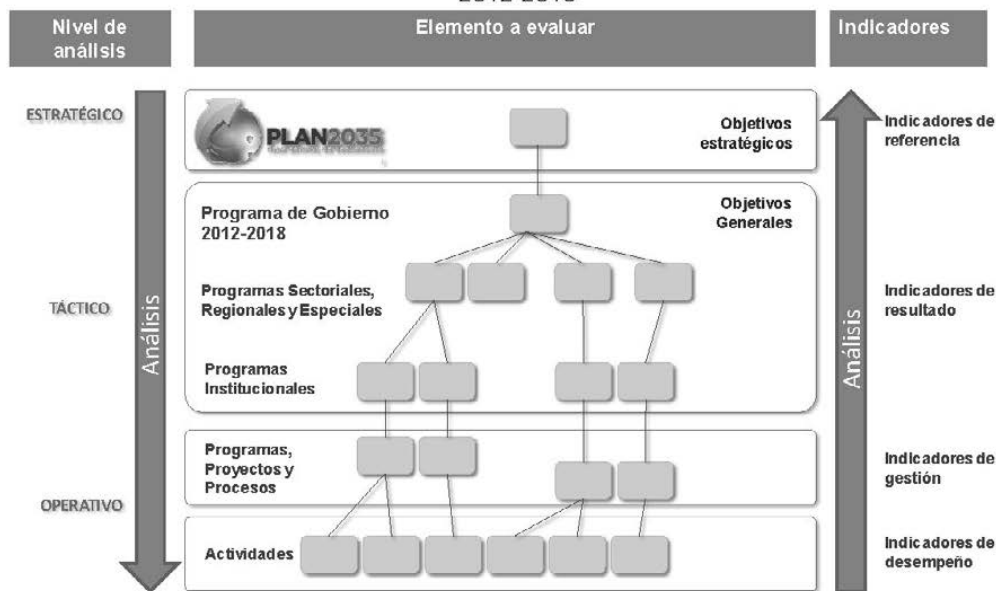 Nivel de
análisis
Elemento a evaluar
Indicadores
ESTRATÉGICO
PLAN2035
Objetivos
estratégicos
Indicadores de
referencia
Programa de Gobierno
2012-2018
Objetivos
Generales
TÁCTICO
Análisis
Programas Sectoriales,
Regionales y Especiales
Análisis
Indicadores de
resultado
Programas
Institucionales
Programas,
Proyectos y
Procesos
Indicadores de
gestión
OPERATIVO
Actividades
Indicadores de
desempeño